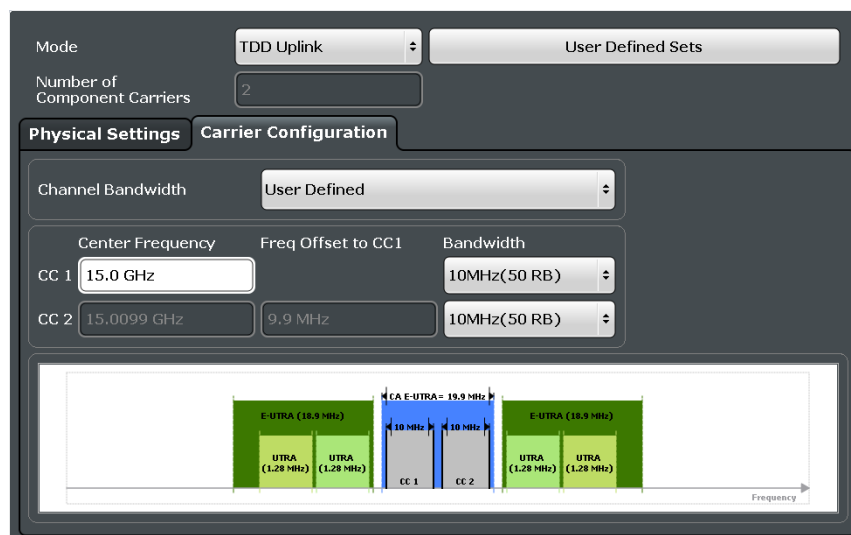 Mode TDD Uplink User Defined Sets
Number of
Component Carriers 2
Physical Settings Carrier Configuration
Channel Bandwidth User Defined
Center Frequency Freq Offset to CC1 Bandwidth
CC 1 15.0 GHz 10MHz(50 RB)
CC 2 15.0099 GHz 9.9 MHz 10MHz(50 RB)
CA E-UTRA= 19.9 MHz
E-UTRA (18.9 MHz) E-UTRA (18.9 MHz)
10 MHz 10 MHz
UTRA UTRA UTRA UTRA
(1.28 MHz) (1.28 MHz) (1.28 MHz) (1.28 MHz)
CC 1 CC 2
Frequency